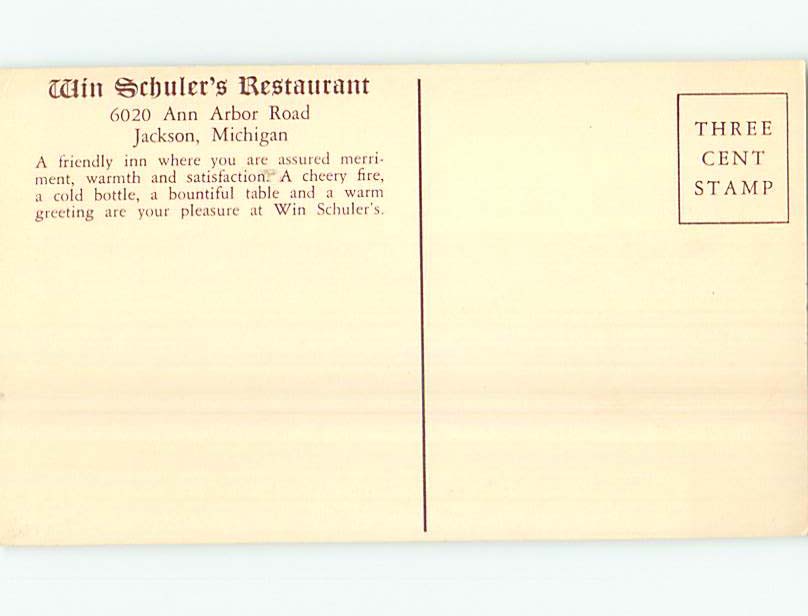 Win Schuler's Restaurant
6020 Ann Arbor Road
Jackson, Michigan
A friendly inn where you are assured merri-
ment, warmth and satisfaction. A cheery fire,
a cold bottle, a bountiful table and a warm
greeting are your pleasure at Win Schuler's.
THREE
CENT
STAMP